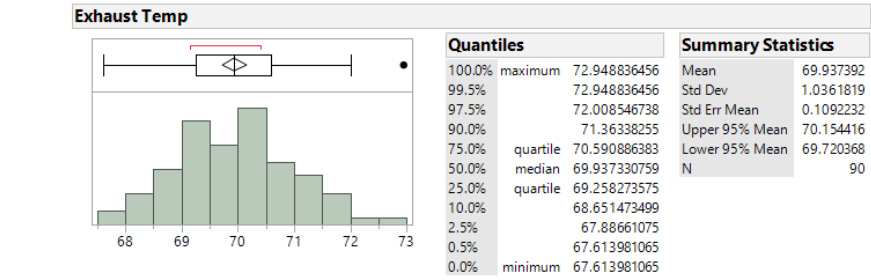 Exhaust Temp
68 69 70 71 72 73
Quantiles
100.0% maximum 72.948836456
99.5% 72.948836456
97.5% 72.008546738
90.0% 71.36338255
75.0% quartile 70.590886383
50.0% median 69.937330759
25.0% quartile 69.258273575
10.0% 68.651473499
2.5% 67.88661075
0.5% 67.613981065
0.0% minimum 67.613981065
Summary Statistics
Mean 69.937392
Std Dev 1.0361819
Std Err Mean 0.1092232
Upper 95% Mean 70.154416
Lower 95% Mean 69.720368
N 90